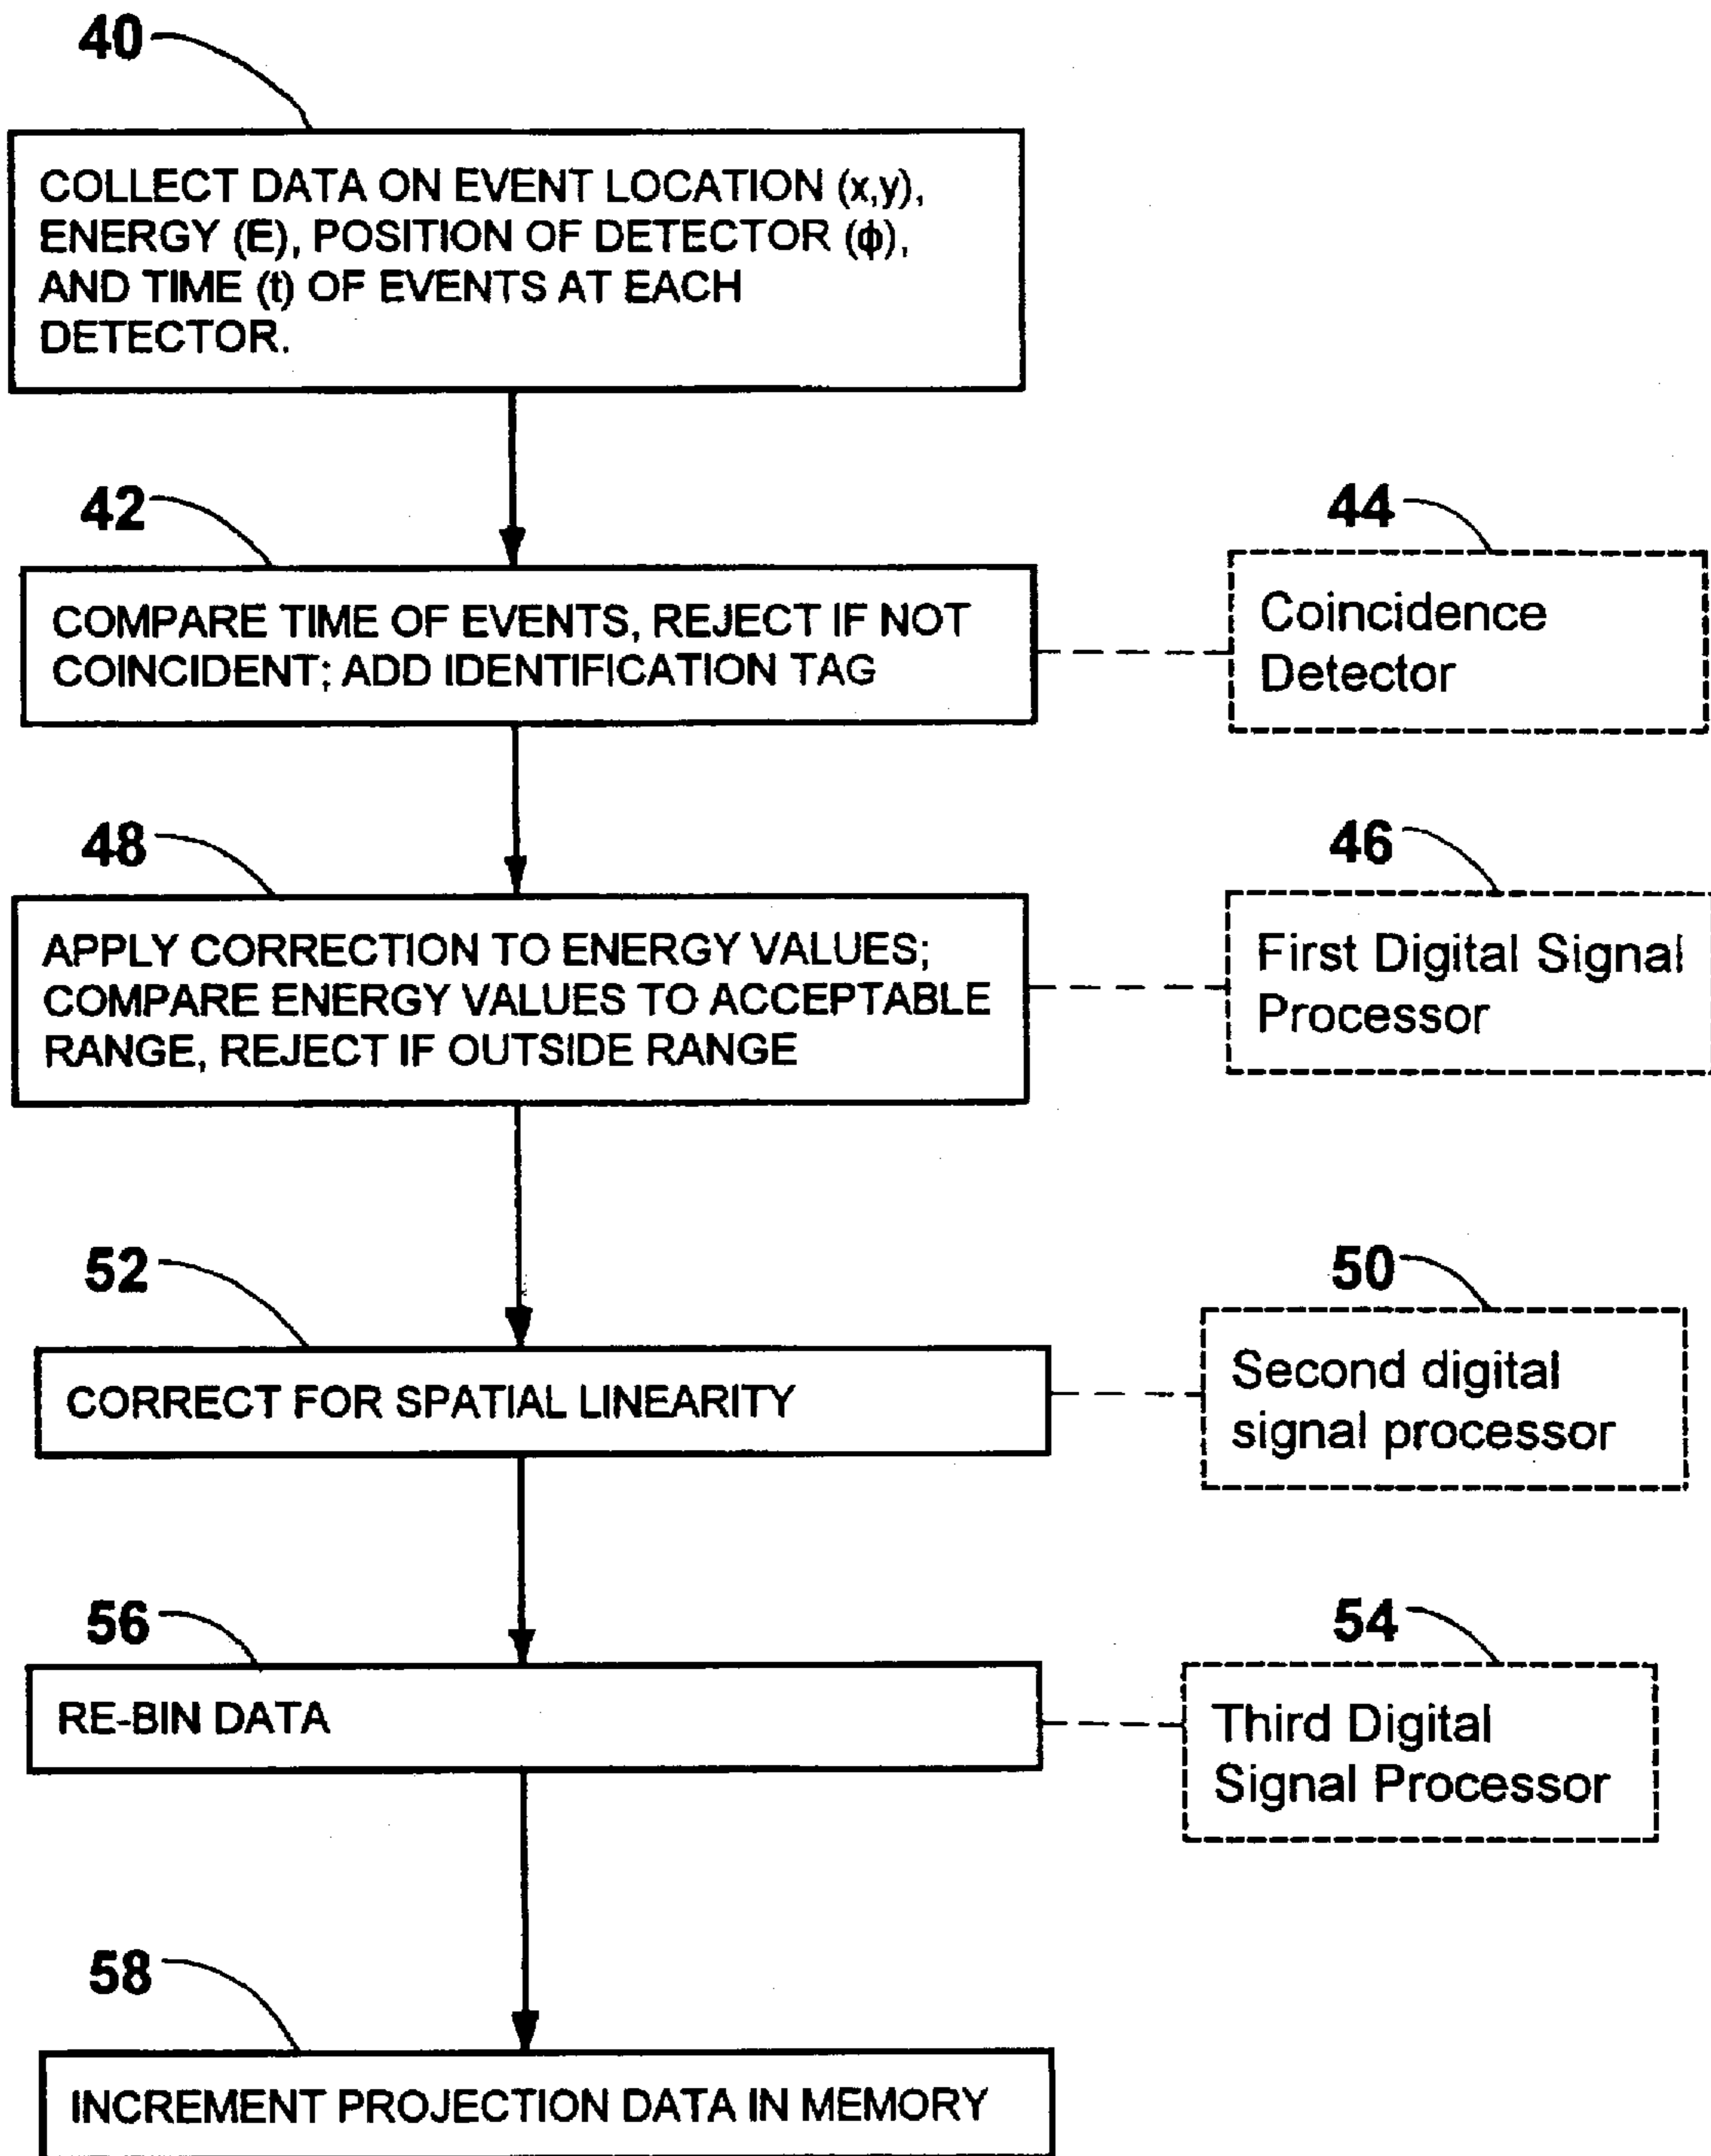 40
COLLECT DATA ON EVENT LOCATION (x,y),
ENERGY (E), POSITION OF DETECTOR (ϕ),
AND TIME (t) OF EVENTS AT EACH
DETECTOR.
42
COMPARE TIME OF EVENTS, REJECT IF NOT
COINCIDENT; ADD IDENTIFICATION TAG
44
Coincidence
Detector
48
APPLY CORRECTION TO ENERGY VALUES;
COMPARE ENERGY VALUES TO ACCEPTABLE
RANGE, REJECT IF OUTSIDE RANGE
46
First Digital Signal
Processor
52
CORRECT FOR SPATIAL LINEARITY
50
Second digital
signal processor
56
RE-BIN DATA
54
Third Digital
Signal Processor
58
INCREMENT PROJECTION DATA IN MEMORY